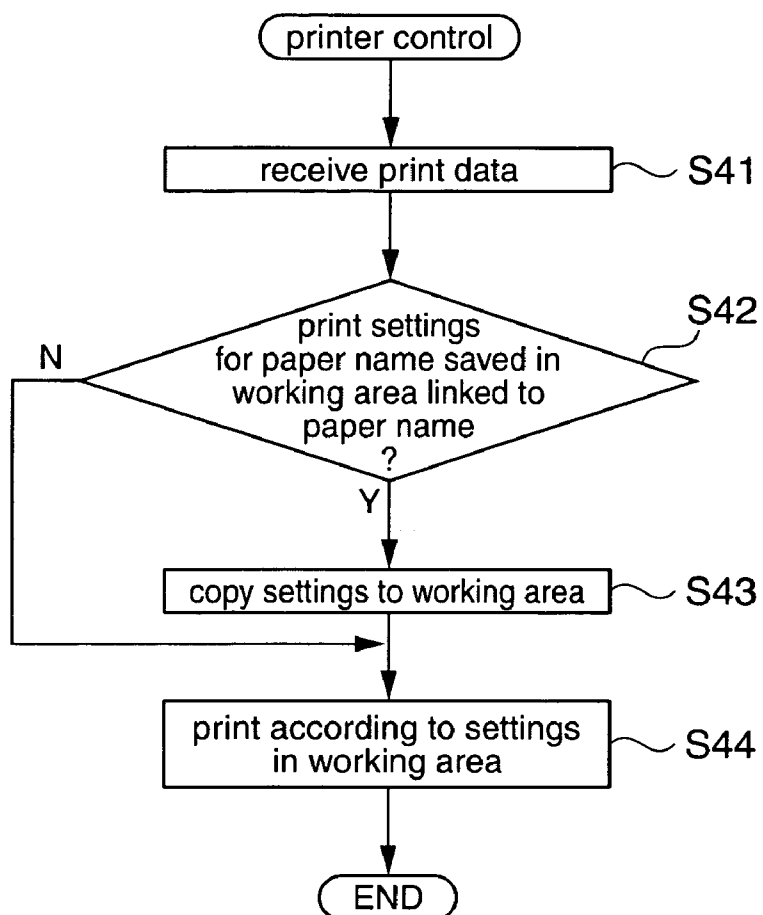 printer control
receive print data
S41
print settings
for paper name saved in
working area linked to
paper name
?
S42
N
Y
copy settings to working area
S43
print according to settings
in working area
S44
END